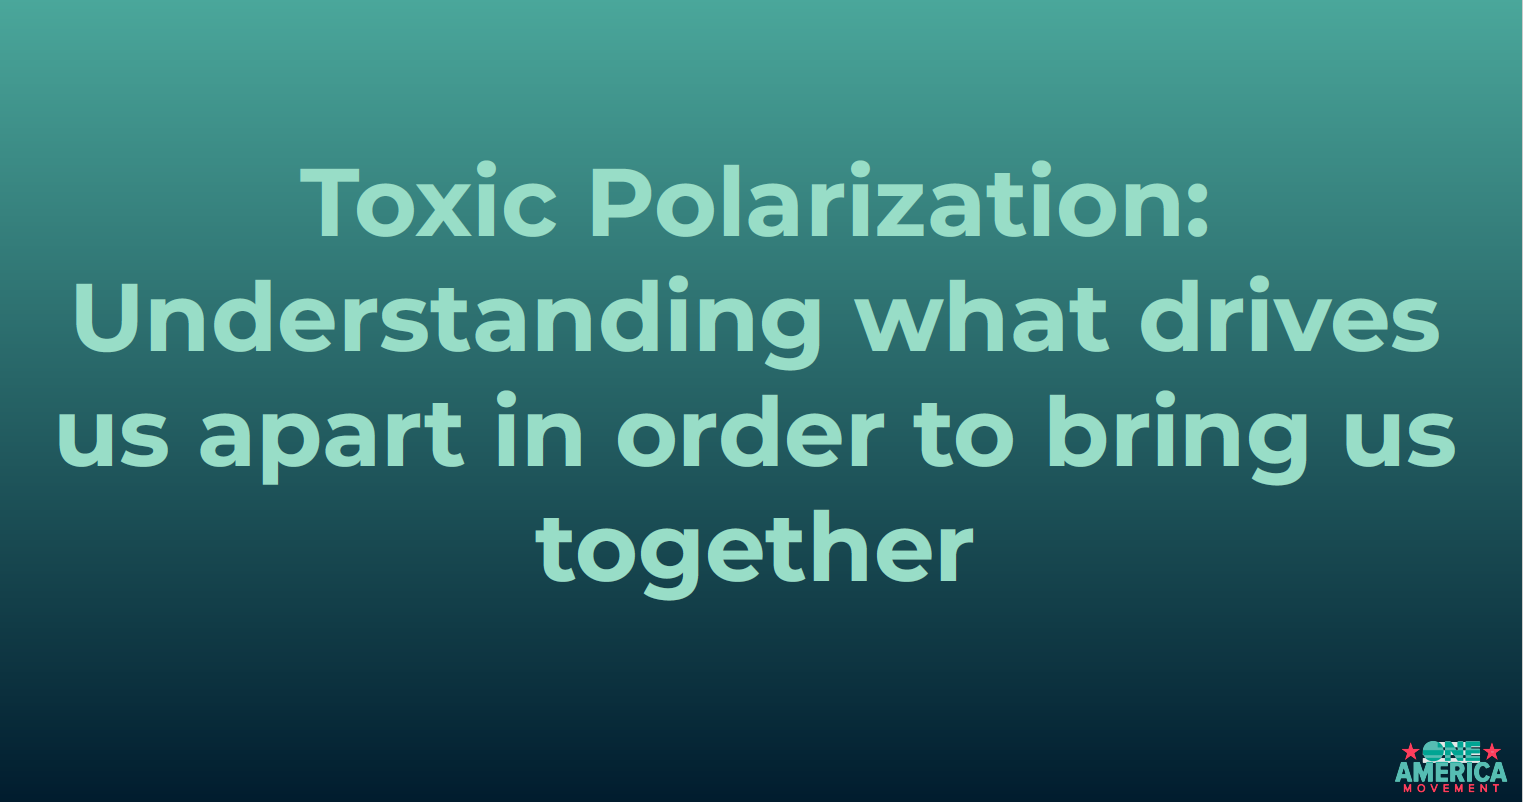 Toxic Polarization:
Understanding what drives
us apart in order to bring us
together
ONE
AMERICA
MOVEMENT